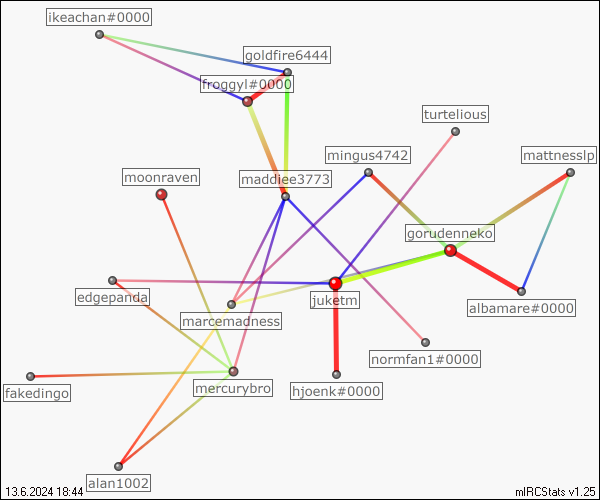 ikeachan#0000
goldfire6444
froggyl#0000
turtelious
mingus4742
mattnesslp
moonraven
maddiee3773
gorudenneko
edgepanda
juketm
albamare#0000
marcemadness
normfan1#0000
fakedingo
mercurybro
hjoenk#0000
alan1002
13.6.2024 18:44
mIRCStats v1.25